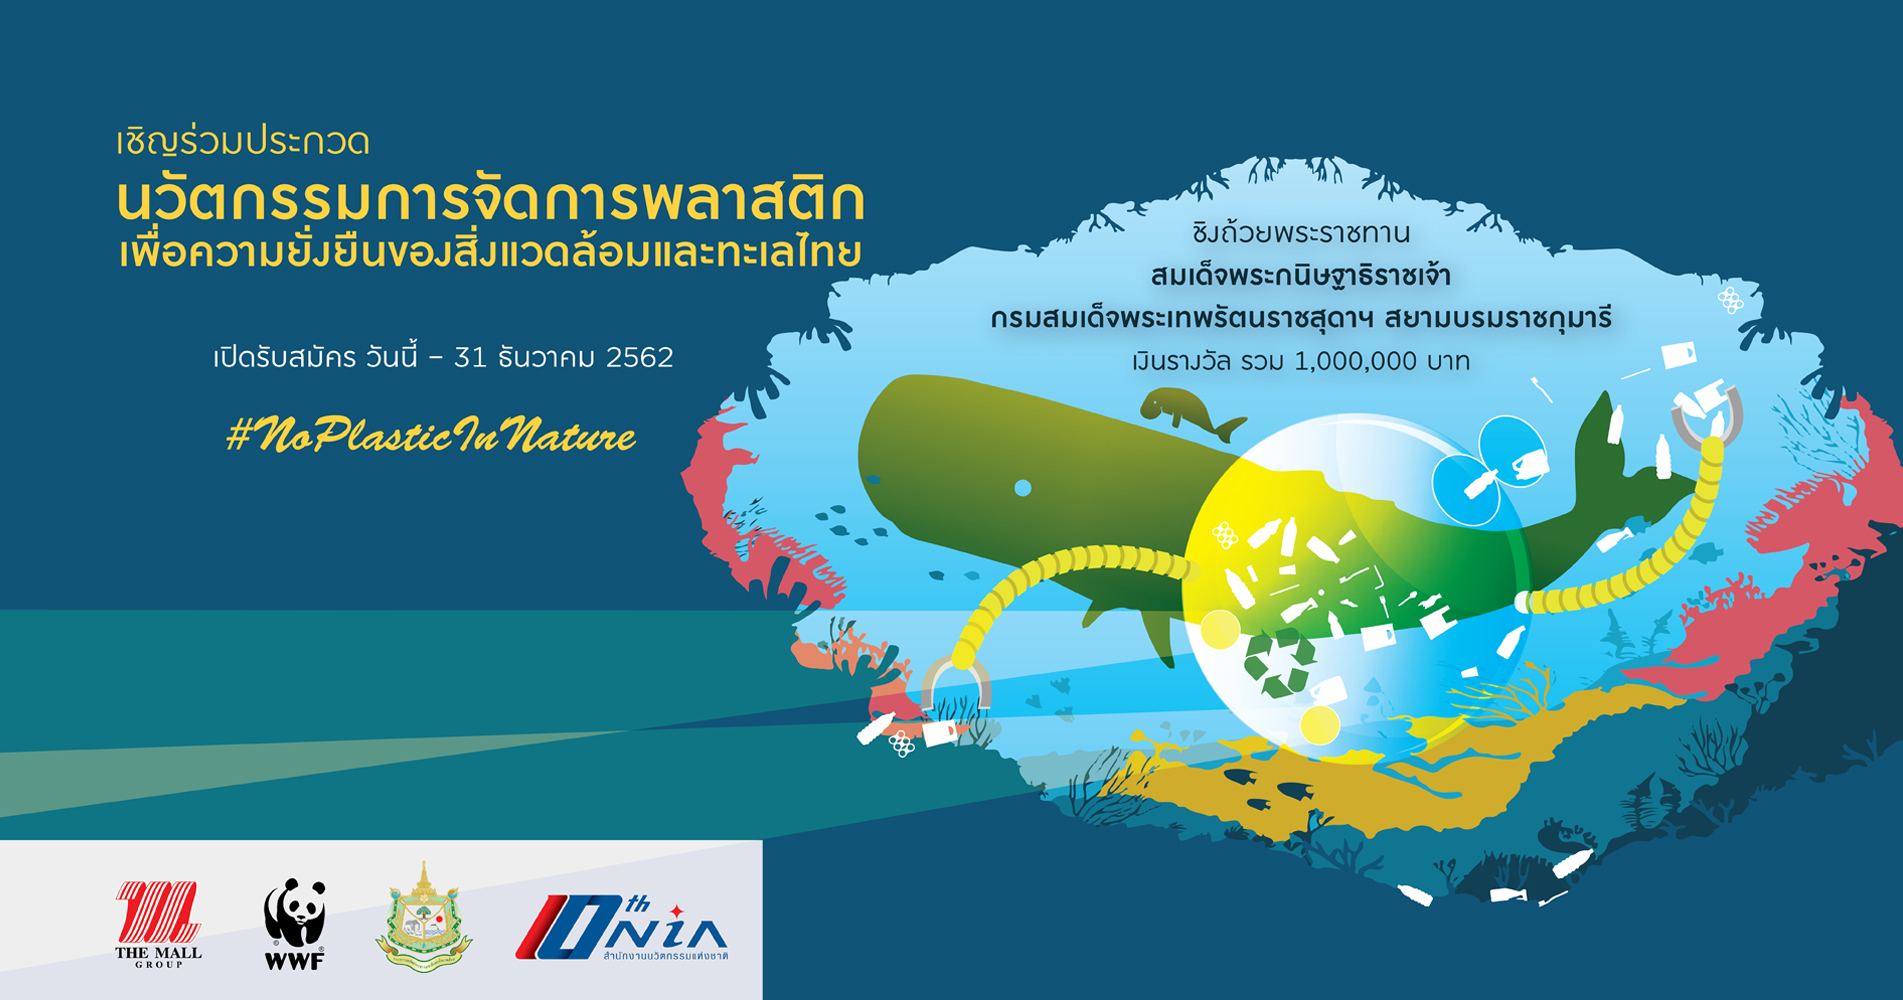 เชิญร่วมประกวด
นวัตกรรมการจัดการพลาสติก
เพื่อความยั่งยืนของสิ่งแวดล้อมและทะเลไทย
เปิดรับสมัคร วันนี้ – 31 ธันวาคม 2562
#NoPlasticInNature
ชิงถ้วยพระราชทาน
สมเด็จพระกนิษฐาธิราชเจ้า
กรมสมเด็จพระเทพรัตนราชสุดาฯ สยามบรมราชกุมารี
เงินรางวัล รวม 1,000,000 บาท
THE MALL
GROUP
WWF
10th NIA
สำนักงานนวัตกรรมแห่งชาติ